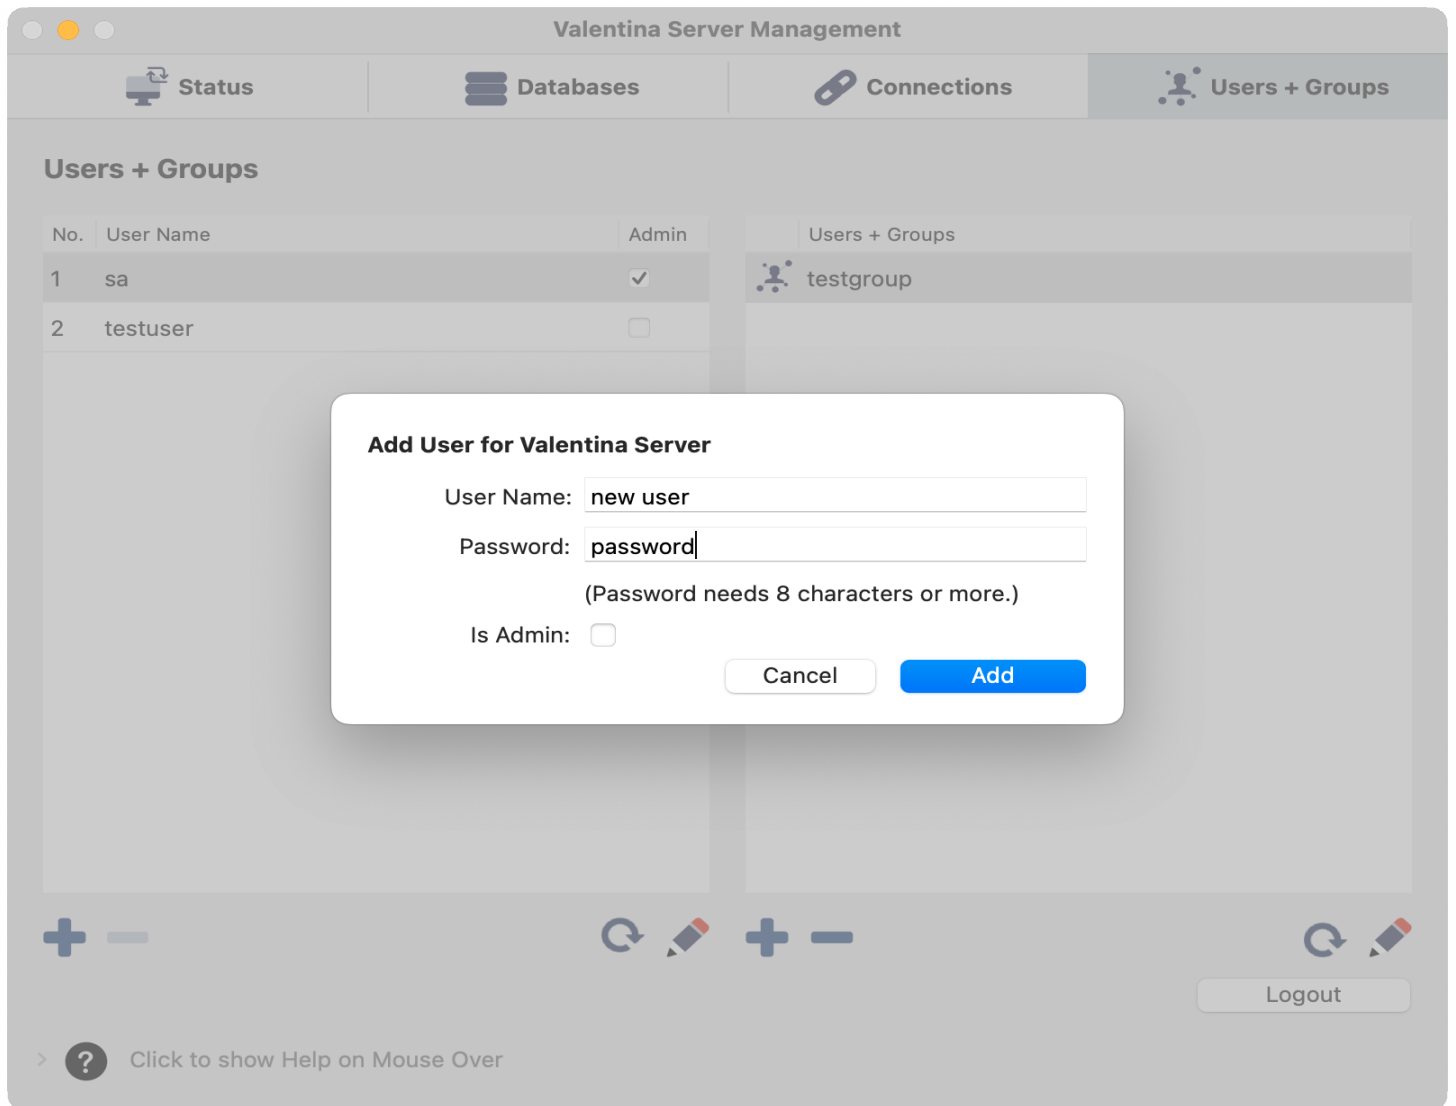 Valentina Server Management
Status Databases Connections Users + Groups
Users + Groups
No. User Name Admin Users + Groups
1 sa testgroup
2 testuser
Add User for Valentina Server
User Name: new user
Password: password
(Password needs 8 characters or more.)
Is Admin:
Cancel Add
Logout
? Click to show Help on Mouse Over